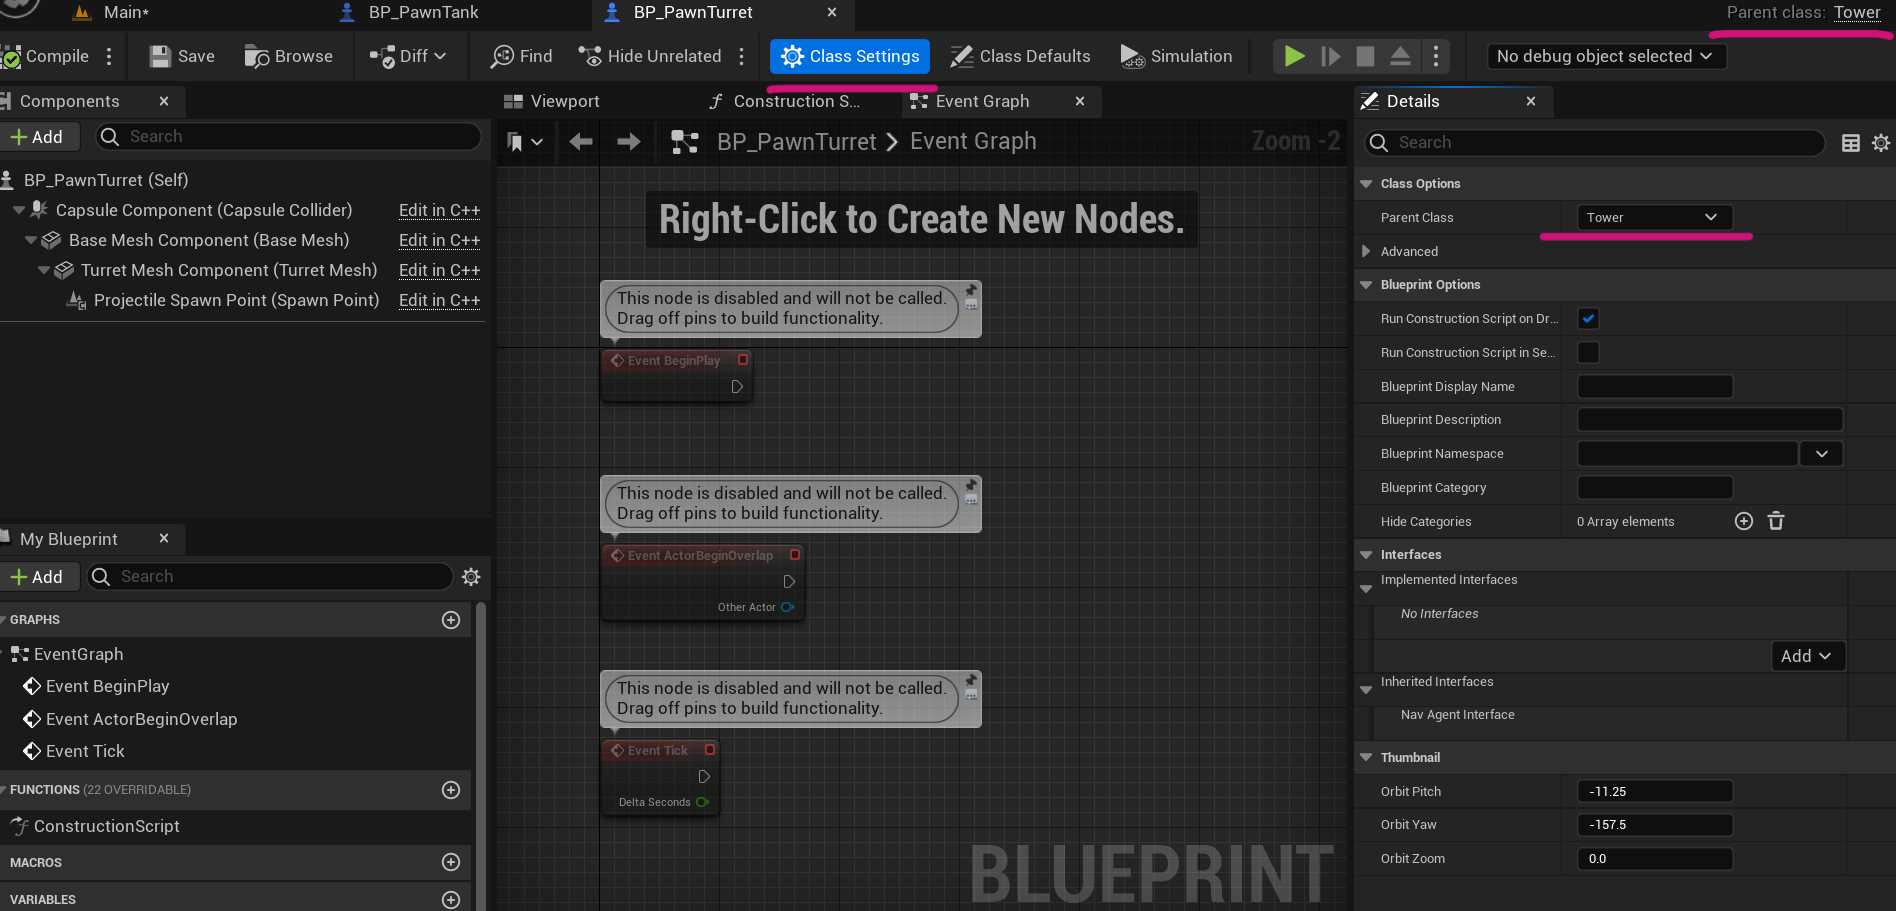 Main*
BP_PawnTank
BP_PawnTurret
Parent class: Tower
Compile
Save
Browse
Diff
Find
Hide Unrelated
Class Settings
Class Defaults
Simulation
No debug object selected
Components
Add
Search
BP_PawnTurret (Self)
Capsule Component (Capsule Collider) Edit in C++
Base Mesh Component (Base Mesh) Edit in C++
Turret Mesh Component (Turret Mesh) Edit in C++
Projectile Spawn Point (Spawn Point) Edit in C++
My Blueprint
Add
Search
GRAPHS
EventGraph
Event BeginPlay
Event ActorBeginOverlap
Event Tick
FUNCTIONS (22 OVERRIDABLE)
ConstructionScript
MACROS
VARIABLES
Viewport
Construction S...
Event Graph
BP_PawnTurret
Event Graph
Zoom -2
Right-Click to Create New Nodes.
This node is disabled and will not be called.
Drag off pins to build functionality.
Event BeginPlay
This node is disabled and will not be called.
Drag off pins to build functionality.
Event ActorBeginOverlap
Other Actor
This node is disabled and will not be called.
Drag off pins to build functionality.
Event Tick
Delta Seconds
BLUEPRINT
Details
Search
Class Options
Parent Class Tower
Advanced
Blueprint Options
Run Construction Script on Dr...
Run Construction Script in Se...
Blueprint Display Name
Blueprint Description
Blueprint Namespace
Blueprint Category
Hide Categories 0 Array elements
Interfaces
Implemented Interfaces
No Interfaces
Add
Inherited Interfaces
Nav Agent Interface
Thumbnail
Orbit Pitch -11.25
Orbit Yaw -157.5
Orbit Zoom 0.0